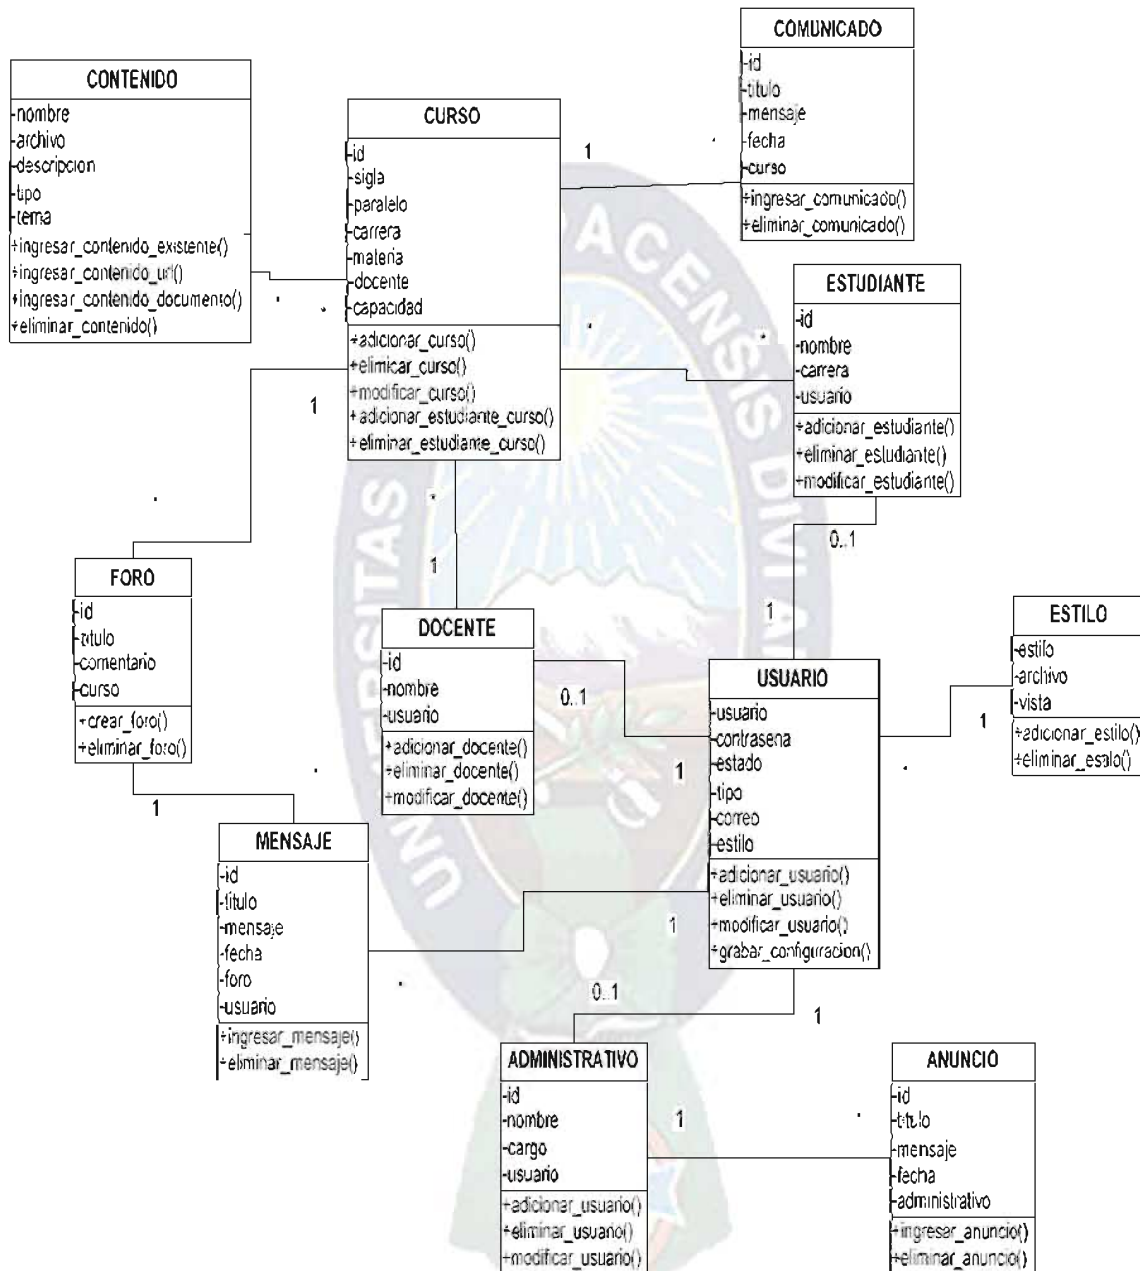 COMUNICADO
-id
-titulo
-mensaje
-fecha
-curso
+ingresar_comunicado()
+eliminar_comunicado()
CONTENIDO
-nombre
-archivo
-descripcion
-tipo
-tema
+ingresar_contenido_existente()
+ingresar_contenido_url()
+ingresar_contenido_documento()
+eliminar_contenido()
CURSO
-id
-sigla
-paralelo
-carrera
-materia
-docente
-capacidad
+adicionar_curso()
+elimicar_curso()
+modificar_curso()
+adicionar_estudiante_curso()
+eliminar_estudiante_curso()
1
*
*
*
ESTUDIANTE
-id
-nombre
-carrera
-usuario
+adicionar_estudiante()
+eliminar_estudiante()
+modificar_estudiante()
*
*
1
*
*
1
0..1
1
FORO
-id
-titulo
-comentario
-curso
+crear_foro()
+eliminar_foro()
DOCENTE
-id
-nombre
-usuario
+adicionar_docente()
+eliminar_docente()
+modificar_docente()
0..1
1
USUARIO
-usuario
-contrasena
-estado
-tipo
-correo
-estilo
+adicionar_usuario()
+eliminar_usuario()
+modificar_usuario()
+grabar_configuracion()
ESTILO
-estilo
-archivo
-vista
+adicionar_estilo()
+eliminar_esalo()
1
*
1
*
MENSAJE
-id
-titulo
-mensaje
-fecha
-foro
-usuario
+ingresar_mensaje()
+eliminar_mensaje()
1
*
0..1
1
ADMINISTRATIVO
-id
-nombre
-cargo
-usuario
+adicionar_usuario()
+eliminar_usuario()
+modificar_usuario()
1
*
ANUNCIO
-id
-titulo
-mensaje
-fecha
-administrativo
+ingresar_anuncio()
+eliminar_anuncio()